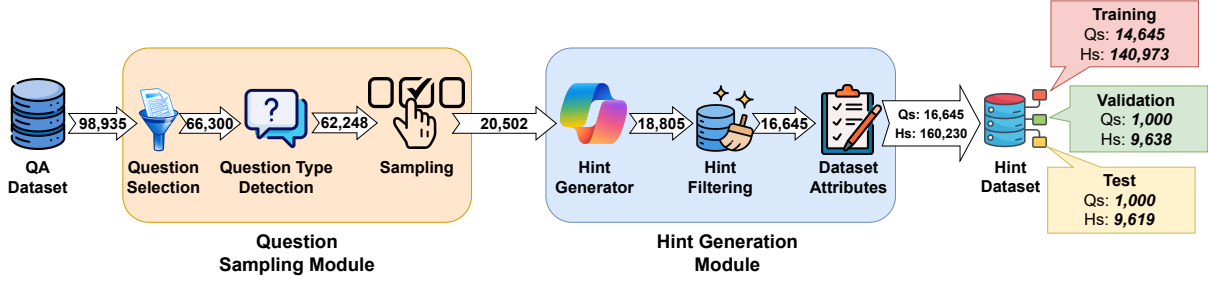 QA
Dataset
98,935
Question
Selection
66,300
?
Question Type
Detection
62,248
Sampling
Question
Sampling Module
20,502
Hint
Generator
18,805
Hint
Filtering
16,645
Dataset
Attributes
Hint Generation
Module
Qs: 16,645
Hs: 160,230
Hint
Dataset
Training
Qs: 14,645
Hs: 140,973
Validation
Qs: 1,000
Hs: 9,638
Test
Qs: 1,000
Hs: 9,619